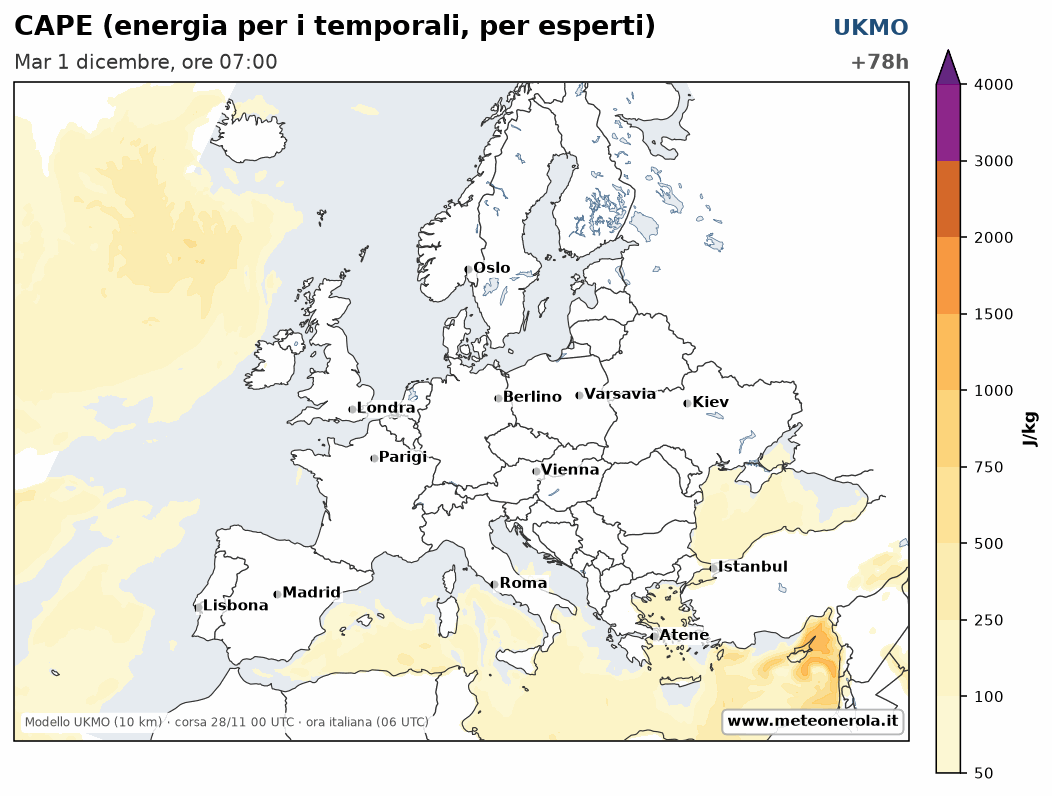 CAPE (energia per i temporali, per esperti)
UKMO
Mar 1 dicembre, ore 07:00
+78h
4000
3000
2000
1500
1000
750
500
250
100
50
J/kg
Oslo
Londra
Berlino
Varsavia
Kiev
Parigi
Vienna
Istanbul
Roma
Madrid
Lisbona
Atene
Modello UKMO (10 km) · corsa 28/11 00 UTC · ora italiana (06 UTC)
www.meteonerola.it